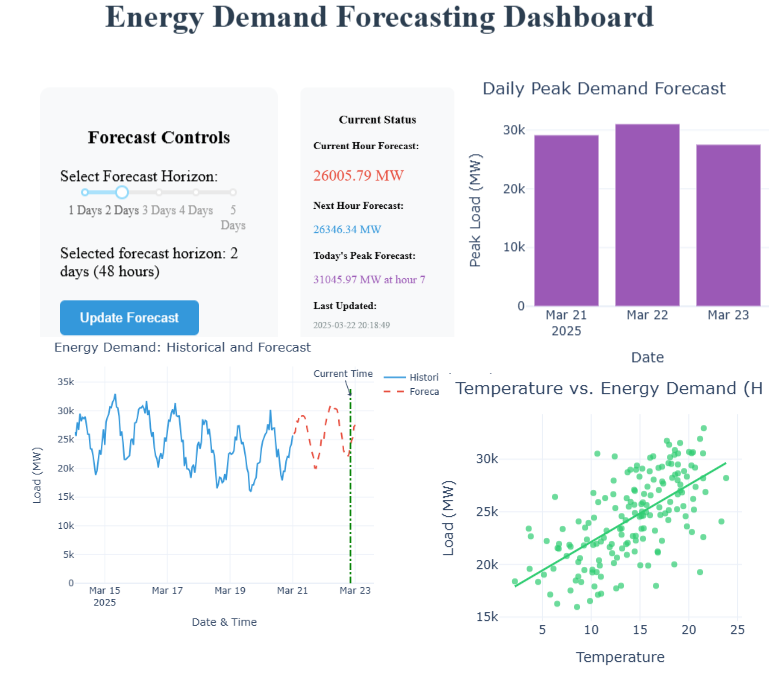 Energy Demand Forecasting Dashboard
Forecast Controls
Select Forecast Horizon:
1 Days 2 Days 3 Days 4 Days 5
Days
Selected forecast horizon: 2
days (48 hours)
Update Forecast
Current Status
Current Hour Forecast:
26005.79 MW
Next Hour Forecast:
26346.34 MW
Today's Peak Forecast:
31045.97 MW at hour 7
Last Updated:
2025-03-22 20:18:49
Daily Peak Demand Forecast
30k
20k
10k
0
Peak Load (MW)
Mar 21 Mar 22 Mar 23
2025
Date
Energy Demand: Historical and Forecast
Current Time
Histori
Foreca
35k
30k
25k
20k
15k
10k
5k
0
Load (MW)
Mar 15 Mar 17 Mar 19 Mar 21 Mar 23
2025
Date & Time
Temperature vs. Energy Demand (H
30k
25k
20k
15k
Load (MW)
5 10 15 20 25
Temperature